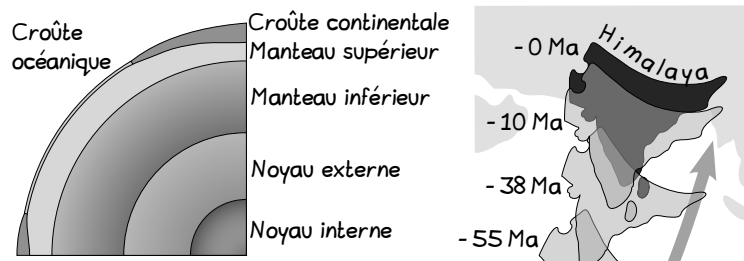 Croûte
océanique
Croûte continentale
Manteau supérieur
Manteau inférieur
Noyau externe
Noyau interne
Himalaya
- 0 Ma
- 10 Ma
- 38 Ma
- 55 Ma